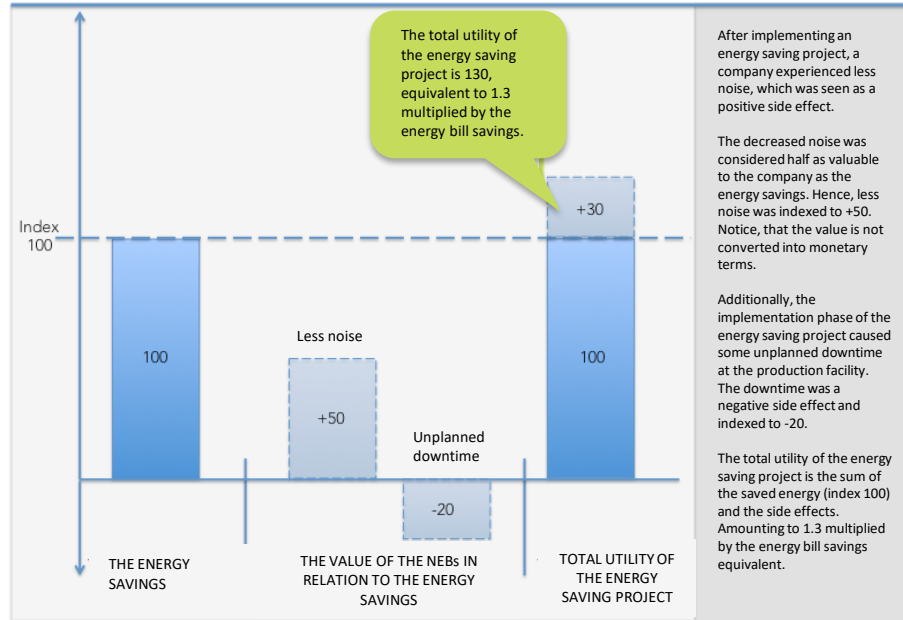 The total utility of
the energy saving
project is 130,
equivalent to 1.3
multiplied by the
energy bill savings.
Index
100
100
Less noise
+50
Unplanned
downtime
-20
+30
100
THE ENERGY
SAVINGS
THE VALUE OF THE NEBs IN
RELATION TO THE ENERGY
SAVINGS
TOTAL UTILITY OF
THE ENERGY
SAVING PROJECT
After implementing an
energy saving project, a
company experienced less
noise, which was seen as a
positive side effect.
The decreased noise was
considered half as valuable
to the company as the
energy savings. Hence, less
noise was indexed to +50.
Notice, that the value is not
converted into monetary
terms.
Additionally, the
implementation phase of the
energy saving project caused
some unplanned downtime
at the production facility.
The downtime was a
negative side effect and
indexed to -20.
The total utility of the energy
saving project is the sum of
the saved energy (index 100)
and the side effects.
Amounting to 1.3 multiplied
by the energy bill savings
equivalent.